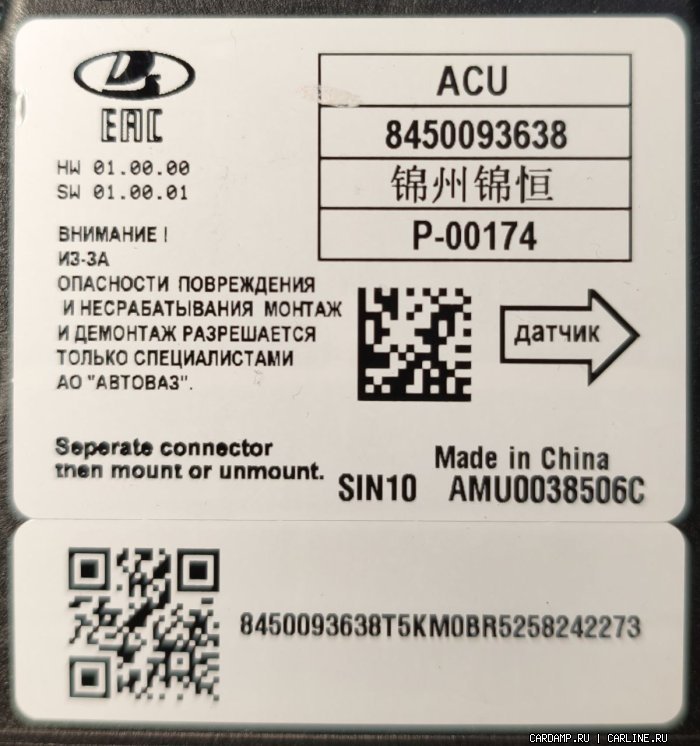 EAC
HW 01.00.00
SW 01.00.01
ACU
8450093638
锦州锦恒
P-00174
ВНИМАНИЕ !
ИЗ-ЗА
ОПАСНОСТИ ПОВРЕЖДЕНИЯ
И НЕСРАБАТЫВАНИЯ МОНТАЖ
И ДЕМОНТАЖ РАЗРЕШАЕТСЯ
ТОЛЬКО СПЕЦИАЛИСТАМИ
АО "АВТОВАЗ".
датчик
Seperate connector
then mount or unmount.
Made in China
SIN10 AMU0038506C
8450093638T5KM0BR5258242273
CARDAMP.RU | CARLINE.RU